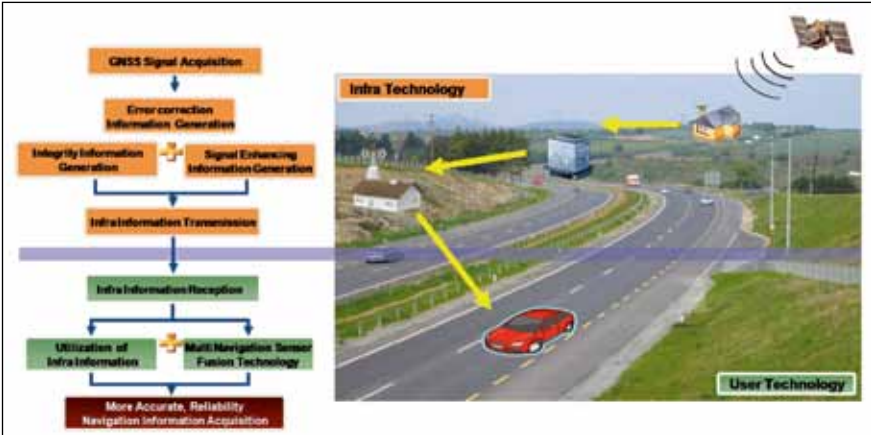 GNSS Signal Acquisition
Error correction
Information Generation
Integrity Information
Generation
Signal Enhancing
Information Generation
Infra Information Transmission
Infra Information Reception
Utilization of
Infra Information
Multi Navigation Sensor
Fusion Technology
More Accurate, Reliability
Navigation Information Acquisition
Infra Technology
User Technology